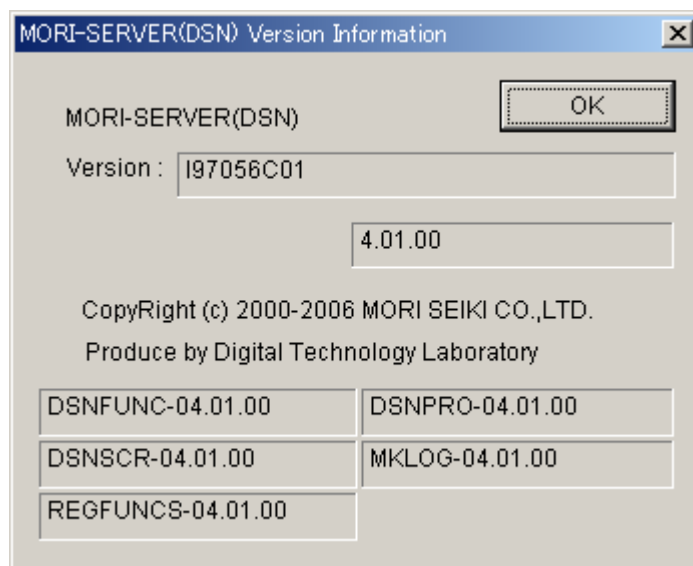 MORI-SERVER(DSN) Version Information
MORI-SERVER(DSN)
OK
Version : I97056C01
4.01.00
CopyRight (c) 2000-2006 MORI SEIKI CO.,LTD.
Produce by Digital Technology Laboratory
DSNFUNC-04.01.00 DSNPRO-04.01.00
DSNSCR-04.01.00 MKLOG-04.01.00
REGFUNCS-04.01.00